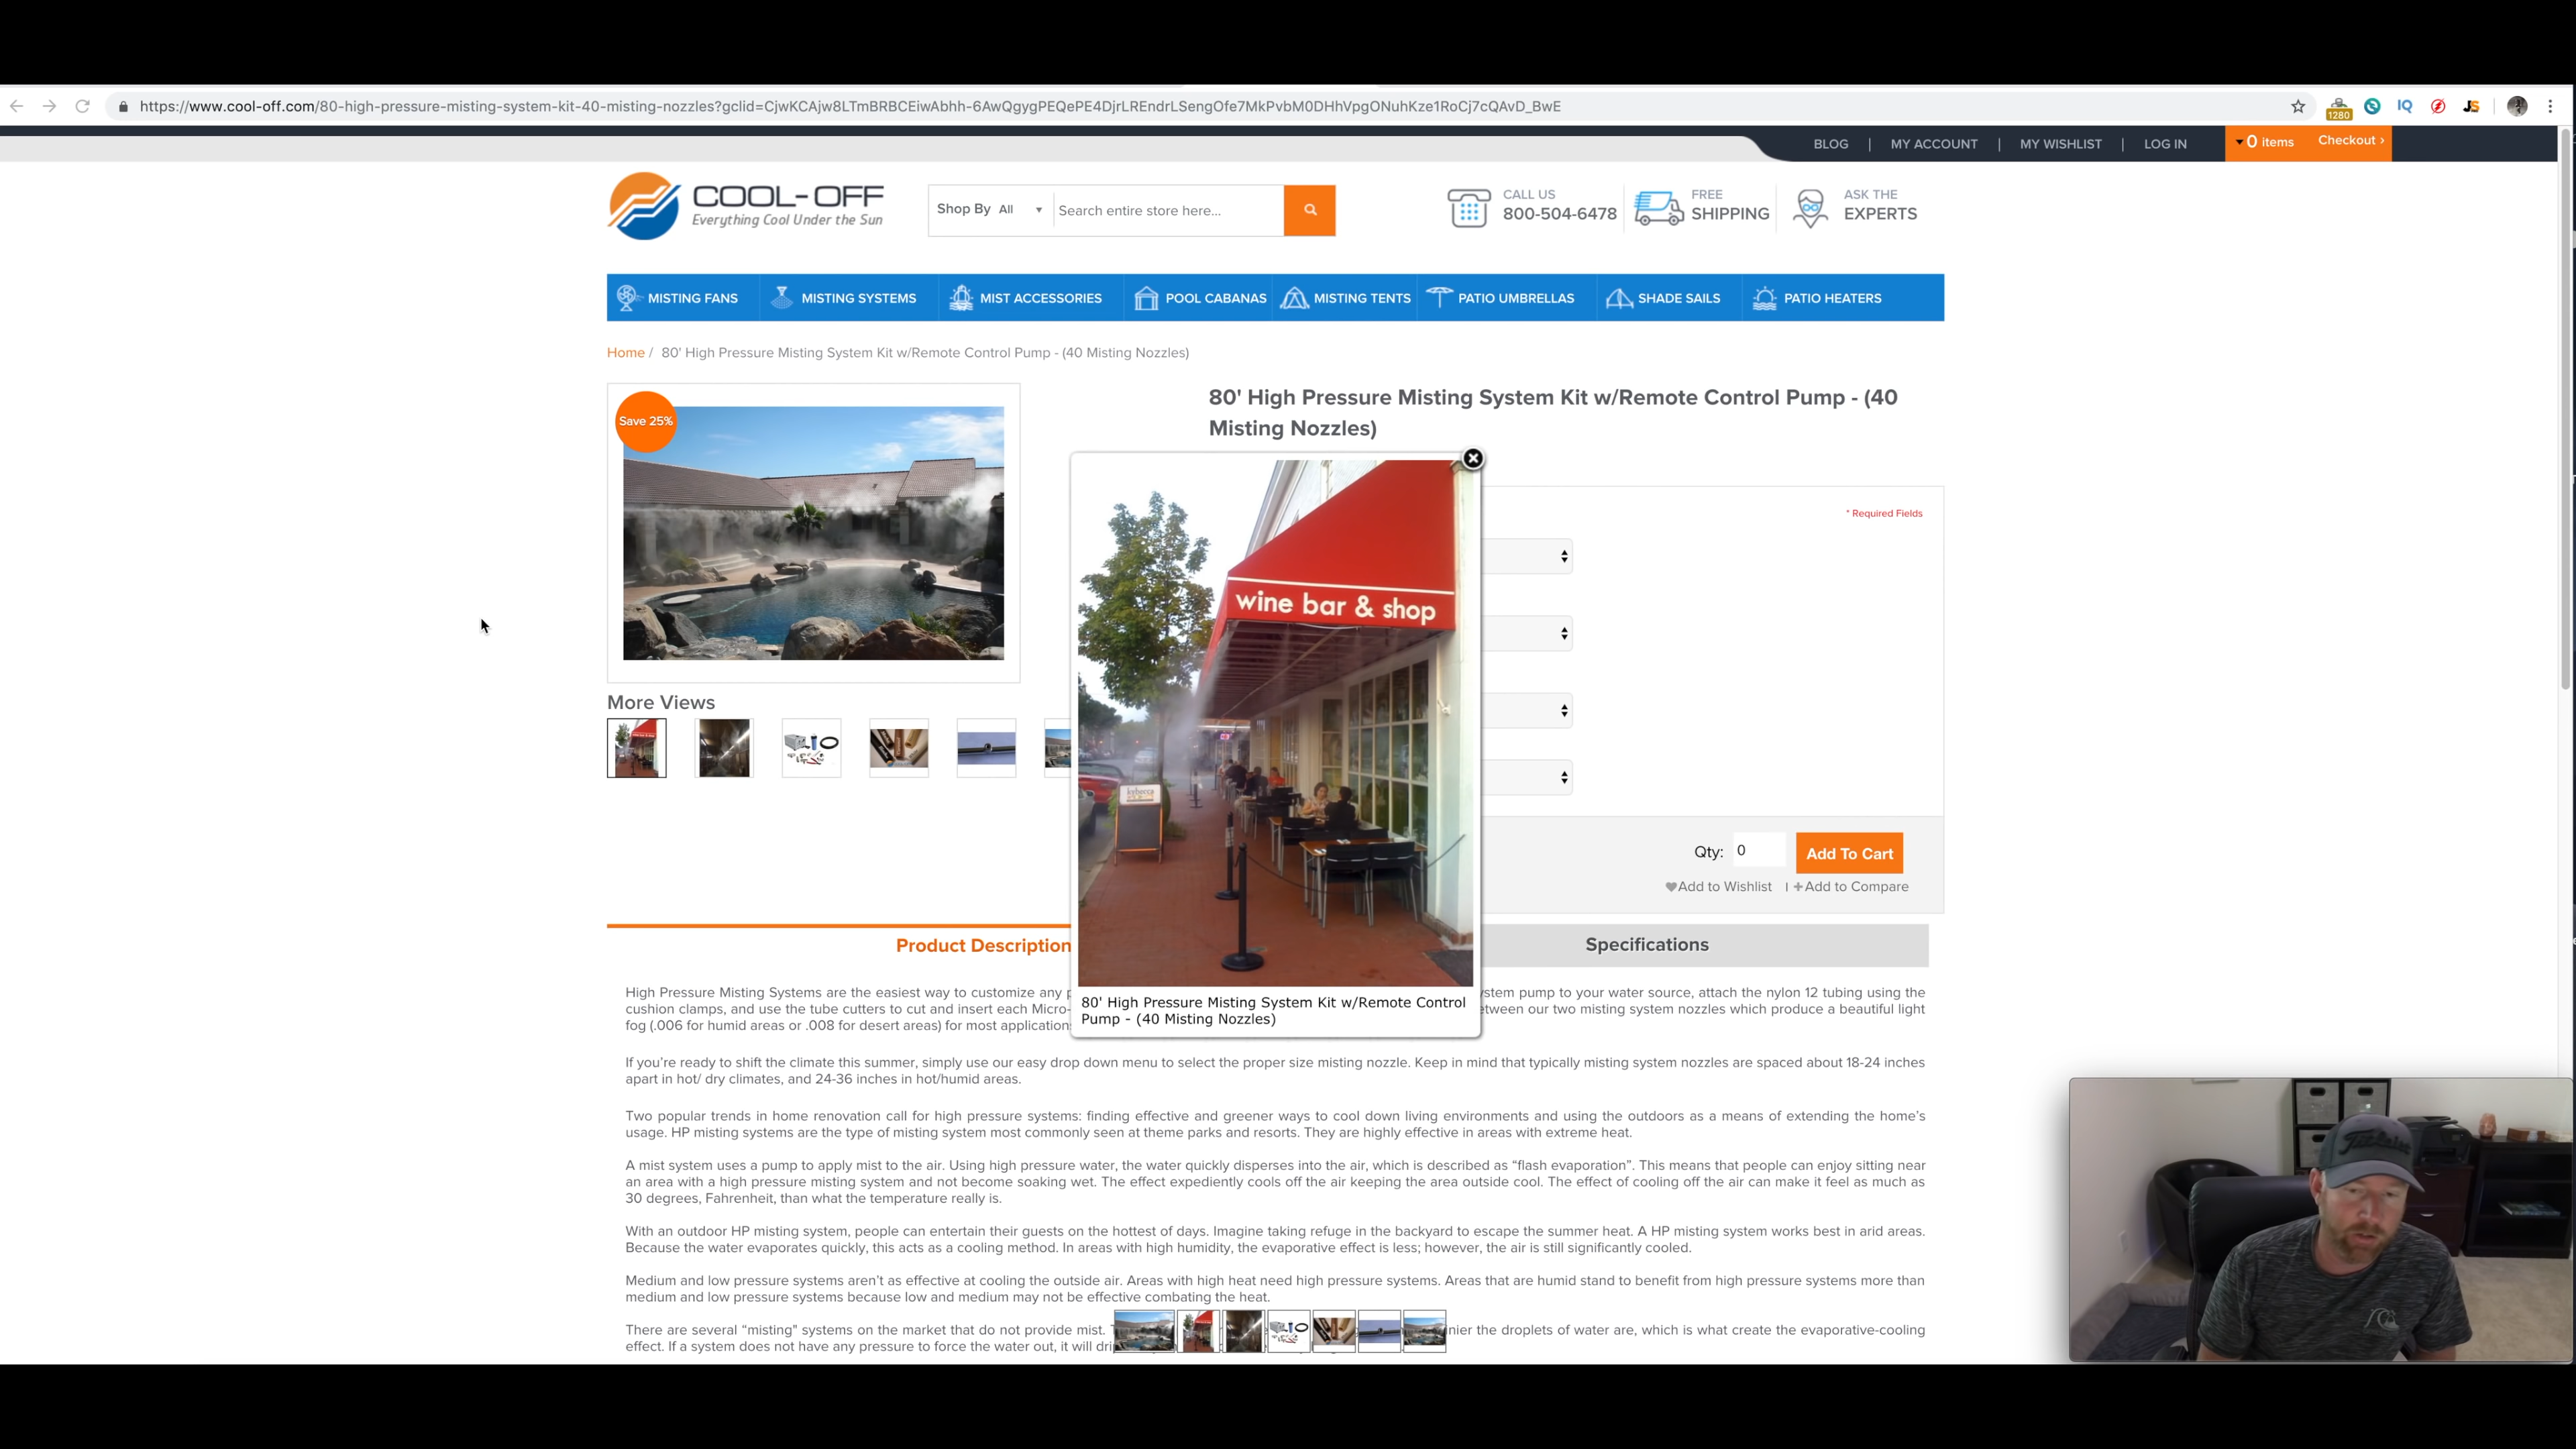 https://www.cool-off.com/80-high-pressure-misting-system-kit-40-misting-nozzles?gclid=CjwKCAjw8LTmBRBCEiwAbhh-6AwQgygPEQePE4DjrLREndrLSengOfe7MkPvbM0DHhVpgONuhKze1RoCj7cQAvD_BwE
1280
IQ
JS
BLOG | MY ACCOUNT | MY WISHLIST | LOG IN
0 items Checkout ›
COOL-OFF
Everything Cool Under the Sun
Shop By All
Search entire store here...
CALL US
800-504-6478
FREE
SHIPPING
ASK THE
EXPERTS
MISTING FANS MISTING SYSTEMS MIST ACCESSORIES POOL CABANAS MISTING TENTS PATIO UMBRELLAS SHADE SAILS PATIO HEATERS
Home / 80' High Pressure Misting System Kit w/Remote Control Pump - (40 Misting Nozzles)
Save 25%
80' High Pressure Misting System Kit w/Remote Control Pump - (40
Misting Nozzles)
* Required Fields
wine bar & shop
More Views
Qty: 0
Add To Cart
Add to Wishlist | +Add to Compare
Product Description
Specifications
80' High Pressure Misting System Kit w/Remote Control
Pump - (40 Misting Nozzles)
High Pressure Misting Systems are the easiest way to customize any p stem pump to your water source, attach the nylon 12 tubing using the
cushion clamps, and use the tube cutters to cut and insert each Micro- etween our two misting system nozzles which produce a beautiful light
fog (.006 for humid areas or .008 for desert areas) for most application
If you're ready to shift the climate this summer, simply use our easy drop down menu to select the proper size misting nozzle. Keep in mind that typically misting system nozzles are spaced about 18-24 inches
apart in hot/ dry climates, and 24-36 inches in hot/humid areas.
Two popular trends in home renovation call for high pressure systems: finding effective and greener ways to cool down living environments and using the outdoors as a means of extending the home's
usage. HP misting systems are the type of misting system most commonly seen at theme parks and resorts. They are highly effective in areas with extreme heat.
A mist system uses a pump to apply mist to the air. Using high pressure water, the water quickly disperses into the air, which is described as “flash evaporation”. This means that people can enjoy sitting near
an area with a high pressure misting system and not become soaking wet. The effect expediently cools off the air keeping the area outside cool. The effect of cooling off the air can make it feel as much as
30 degrees, Fahrenheit, than what the temperature really is.
With an outdoor HP misting system, people can entertain their guests on the hottest of days. Imagine taking refuge in the backyard to escape the summer heat. A HP misting system works best in arid areas.
Because the water evaporates quickly, this acts as a cooling method. In areas with high humidity, the evaporative effect is less; however, the air is still significantly cooled.
Medium and low pressure systems aren't as effective at cooling the outside air. Areas with high heat need high pressure systems. Areas that are humid stand to benefit from high pressure systems more than
medium and low pressure systems because low and medium may not be effective combating the heat.
There are several “misting” systems on the market that do not provide mist. nier the droplets of water are, which is what create the evaporative-cooling
effect. If a system does not have any pressure to force the water out, it will dri